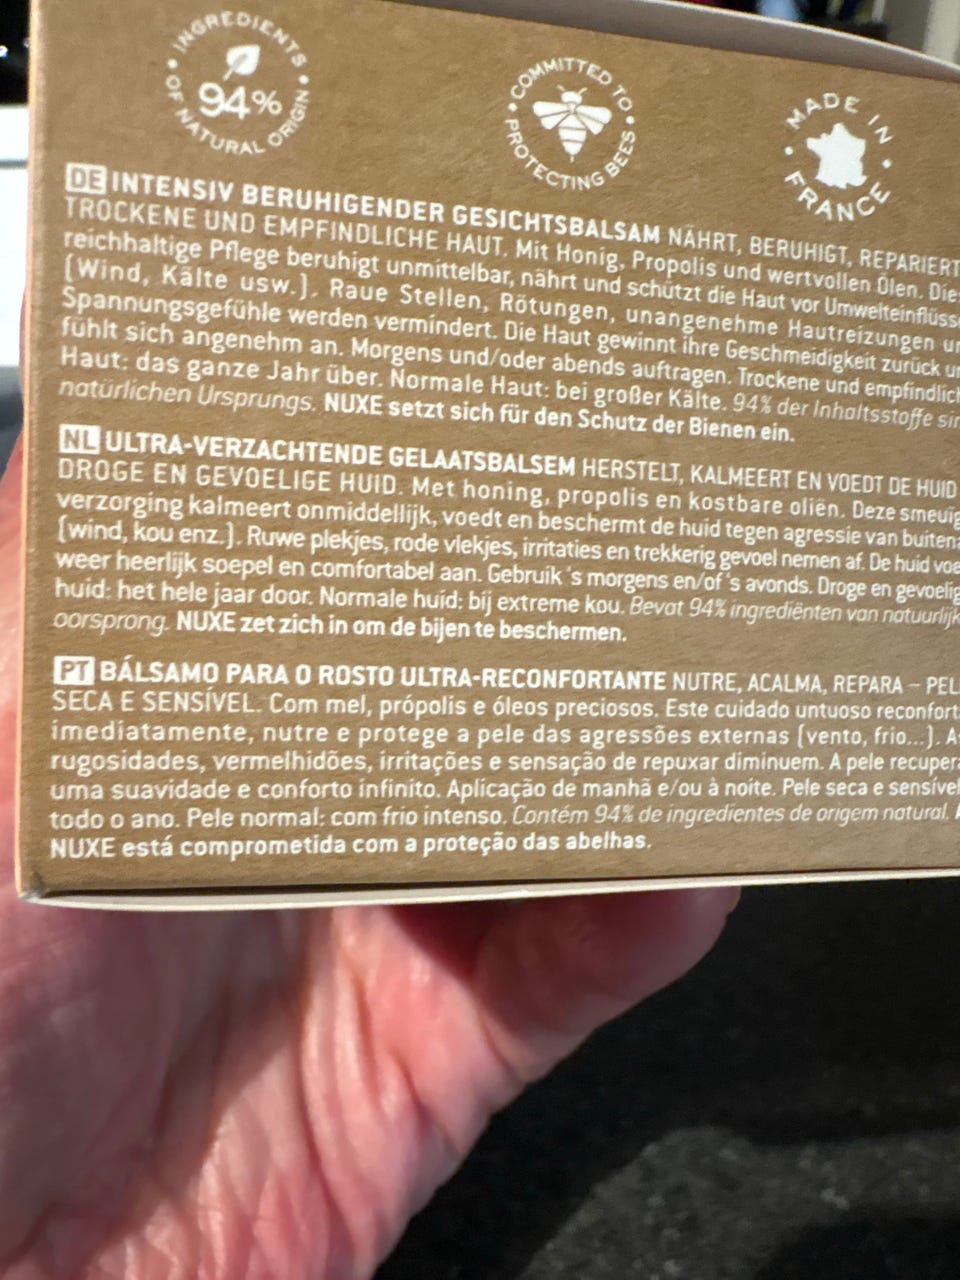 INGREDIENTS
94%
OF NATURAL ORIGIN
COMMITTED TO
PROTECTING BEES
MADE IN
FRANCE
DE INTENSIV BERUHIGENDER GESICHTSBALSAM NÄHRT, BERUHIGT, REPARIERT
TROCKENE UND EMPFINDLICHE HAUT. Mit Honig, Propolis und wertvollen Ölen. Die
reichhaltige Pflege beruhigt unmittelbar, nährt und schützt die Haut vor Umwelteinflüss
(Wind, Kälte usw.). Raue Stellen, Rötungen, unangenehme Hautreizungen u
Spannungsgefühle werden vermindert. Die Haut gewinnt ihre Geschmeidigkeit zurück u
fühlt sich angenehm an. Morgens und/oder abends auftragen. Trockene und empfindlich
Haut: das ganze Jahr über. Normale Haut: bei großer Kälte. 94% der Inhaltsstoffe sin
natürlichen Ursprungs. NUXE setzt sich für den Schutz der Bienen ein.
NL ULTRA-VERZACHTENDE GELAATSBALSEM HERSTELT, KALMEERT EN VOEDT DE HUID
DROGE EN GEVOELIGE HUID. Met honing, propolis en kostbare oliën. Deze smeuïg
verzorging kalmeert onmiddellijk, voedt en beschermt de huid tegen agressie van buiten
(wind, kou enz.). Ruwe plekjes, rode vlekjes, irritaties en trekkerig gevoel nemen af. De huid voe
weer heerlijk soepel en comfortabel aan. Gebruik 's morgens en/of 's avonds. Droge en gevoelig
huid: het hele jaar door. Normale huid: bij extreme kou. Bevat 94% ingrediënten van natuurlijk
oorsprong. NUXE zet zich in om de bijen te beschermen.
PT BÁLSAMO PARA O ROSTO ULTRA-RECONFORTANTE NUTRE, ACALMA, REPARA – PEL
SECA E SENSÍVEL. Com mel, própolis e óleos preciosos. Este cuidado untuoso reconfort
imediatamente, nutre e protege a pele das agressões externas (vento, frio...). A
rugosidades, vermelhidões, irritações e sensação de repuxar diminuem. A pele recuper
uma suavidade e conforto infinito. Aplicação de manhã e/ou à noite. Pele seca e sensível
todo o ano. Pele normal: com frio intenso. Contém 94% de ingredientes de origem natural. A
NUXE está comprometida com a proteção das abelhas.